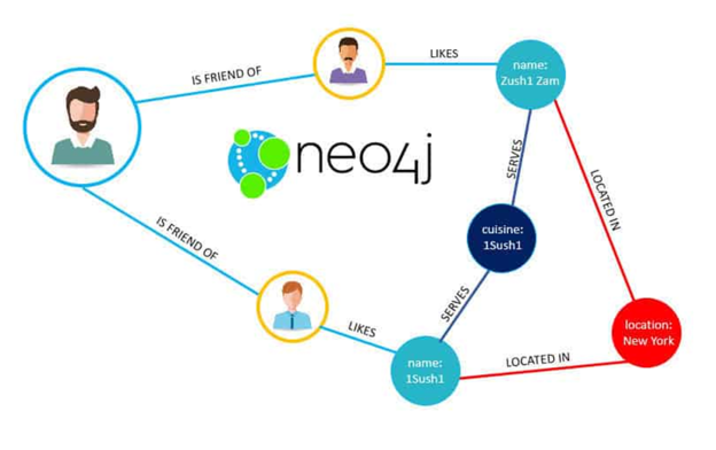 LIKES
IS FRIEND OF
name:
Zush1 Zam
neo4j
SERVES
LOCATED IN
IS FRIEND OF
cuisine:
1Sush1
SERVES
LIKES
location:
New York
name:
1Sush1
LOCATED IN